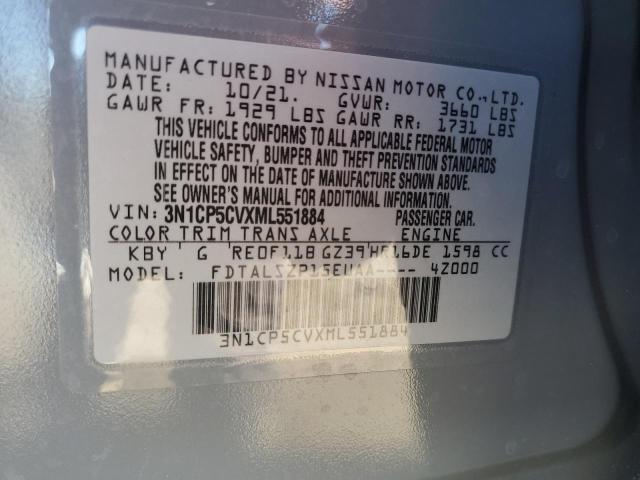 MANUFACTURED BY NISSAN MOTOR CO.,LTD.
DATE: 10/21. GVWR: 3660 LBS
GAWR FR: 1929 LBS GAWR RR: 1731 LBS
THIS VEHICLE CONFORMS TO ALL APPLICABLE FEDERAL MOTOR
VEHICLE SAFETY, BUMPER AND THEFT PREVENTION STANDARDS
IN EFFECT ON THE DATE OF MANUFACTURE SHOWN ABOVE.
SEE OWNER'S MANUAL FOR ADDITIONAL INFORMATION.
VIN: 3N1CP5CVXML551884 PASSENGER CAR.
COLOR TRIM TRANS AXLE ENGINE
KBY G RE0F11B GZ39 HR16DE 1598 CC
MODEL: FDTALSZP15EUAA---- 4Z000
3N1CP5CVXML551884